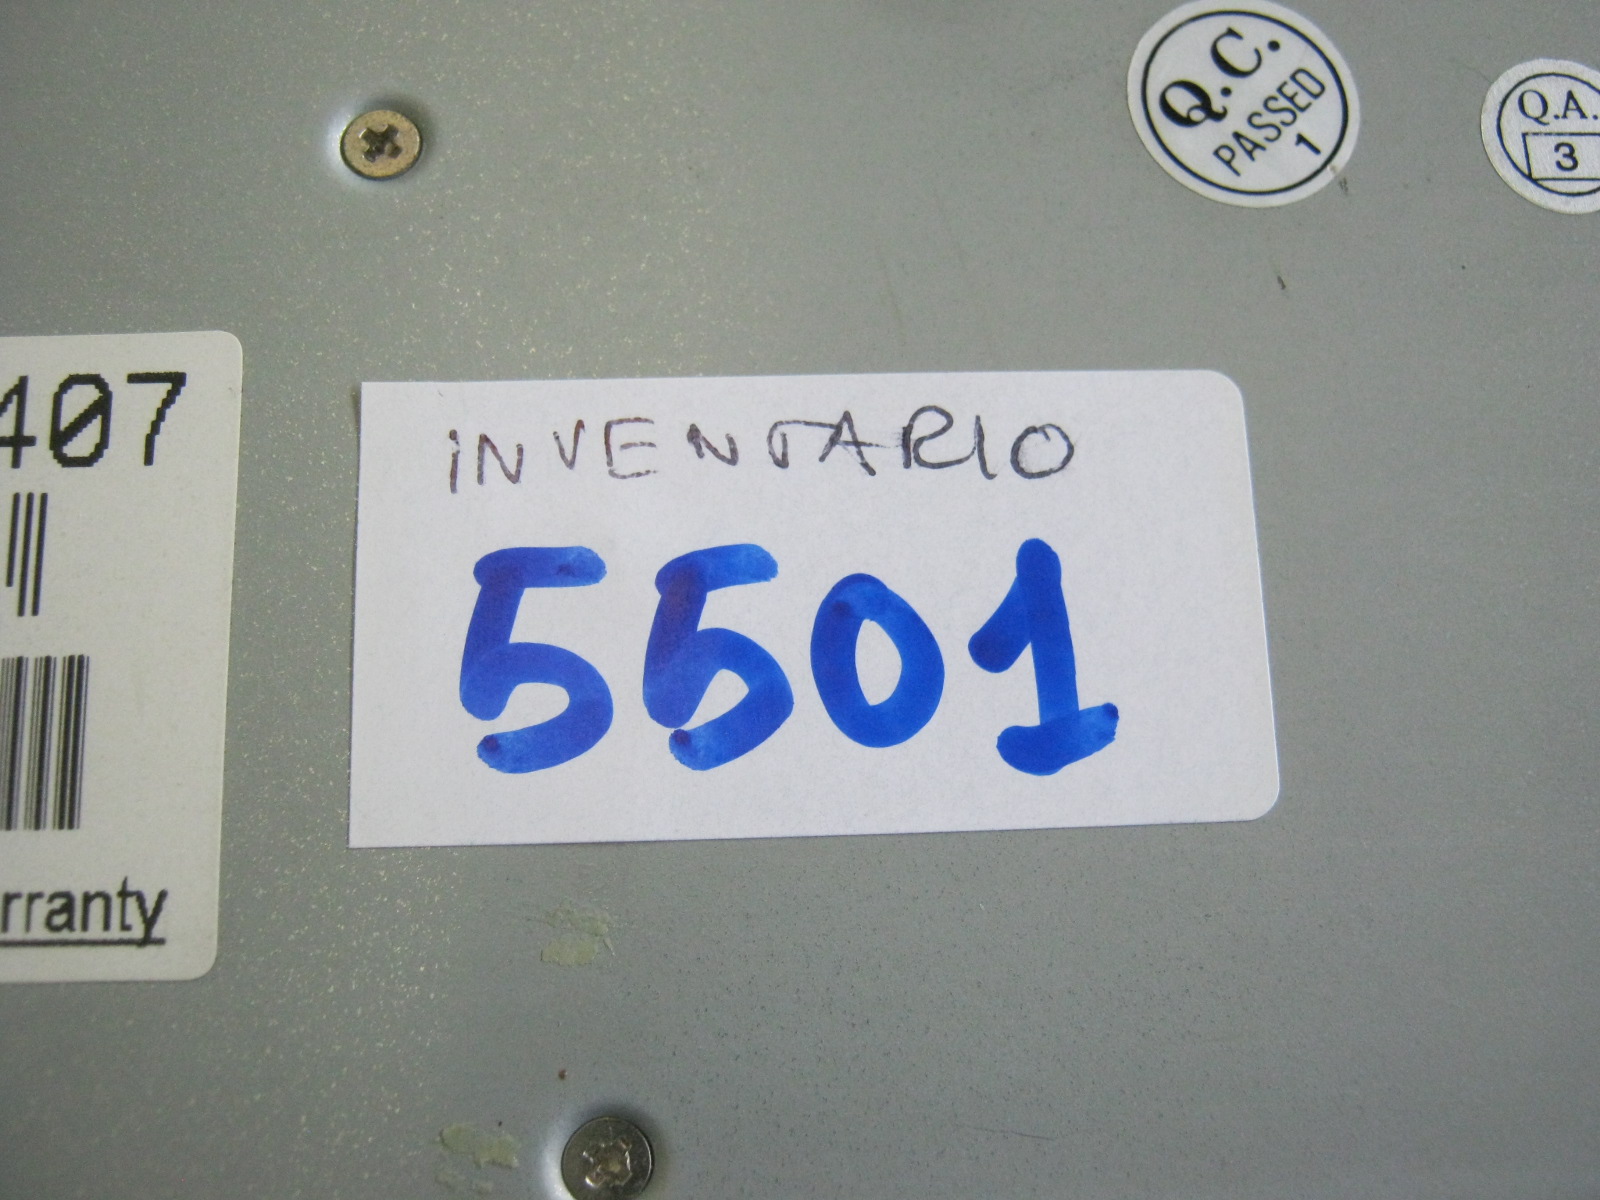 Q.C.
PASSED
1
Q.A.
3
407
INVENTARIO
5501
rranty